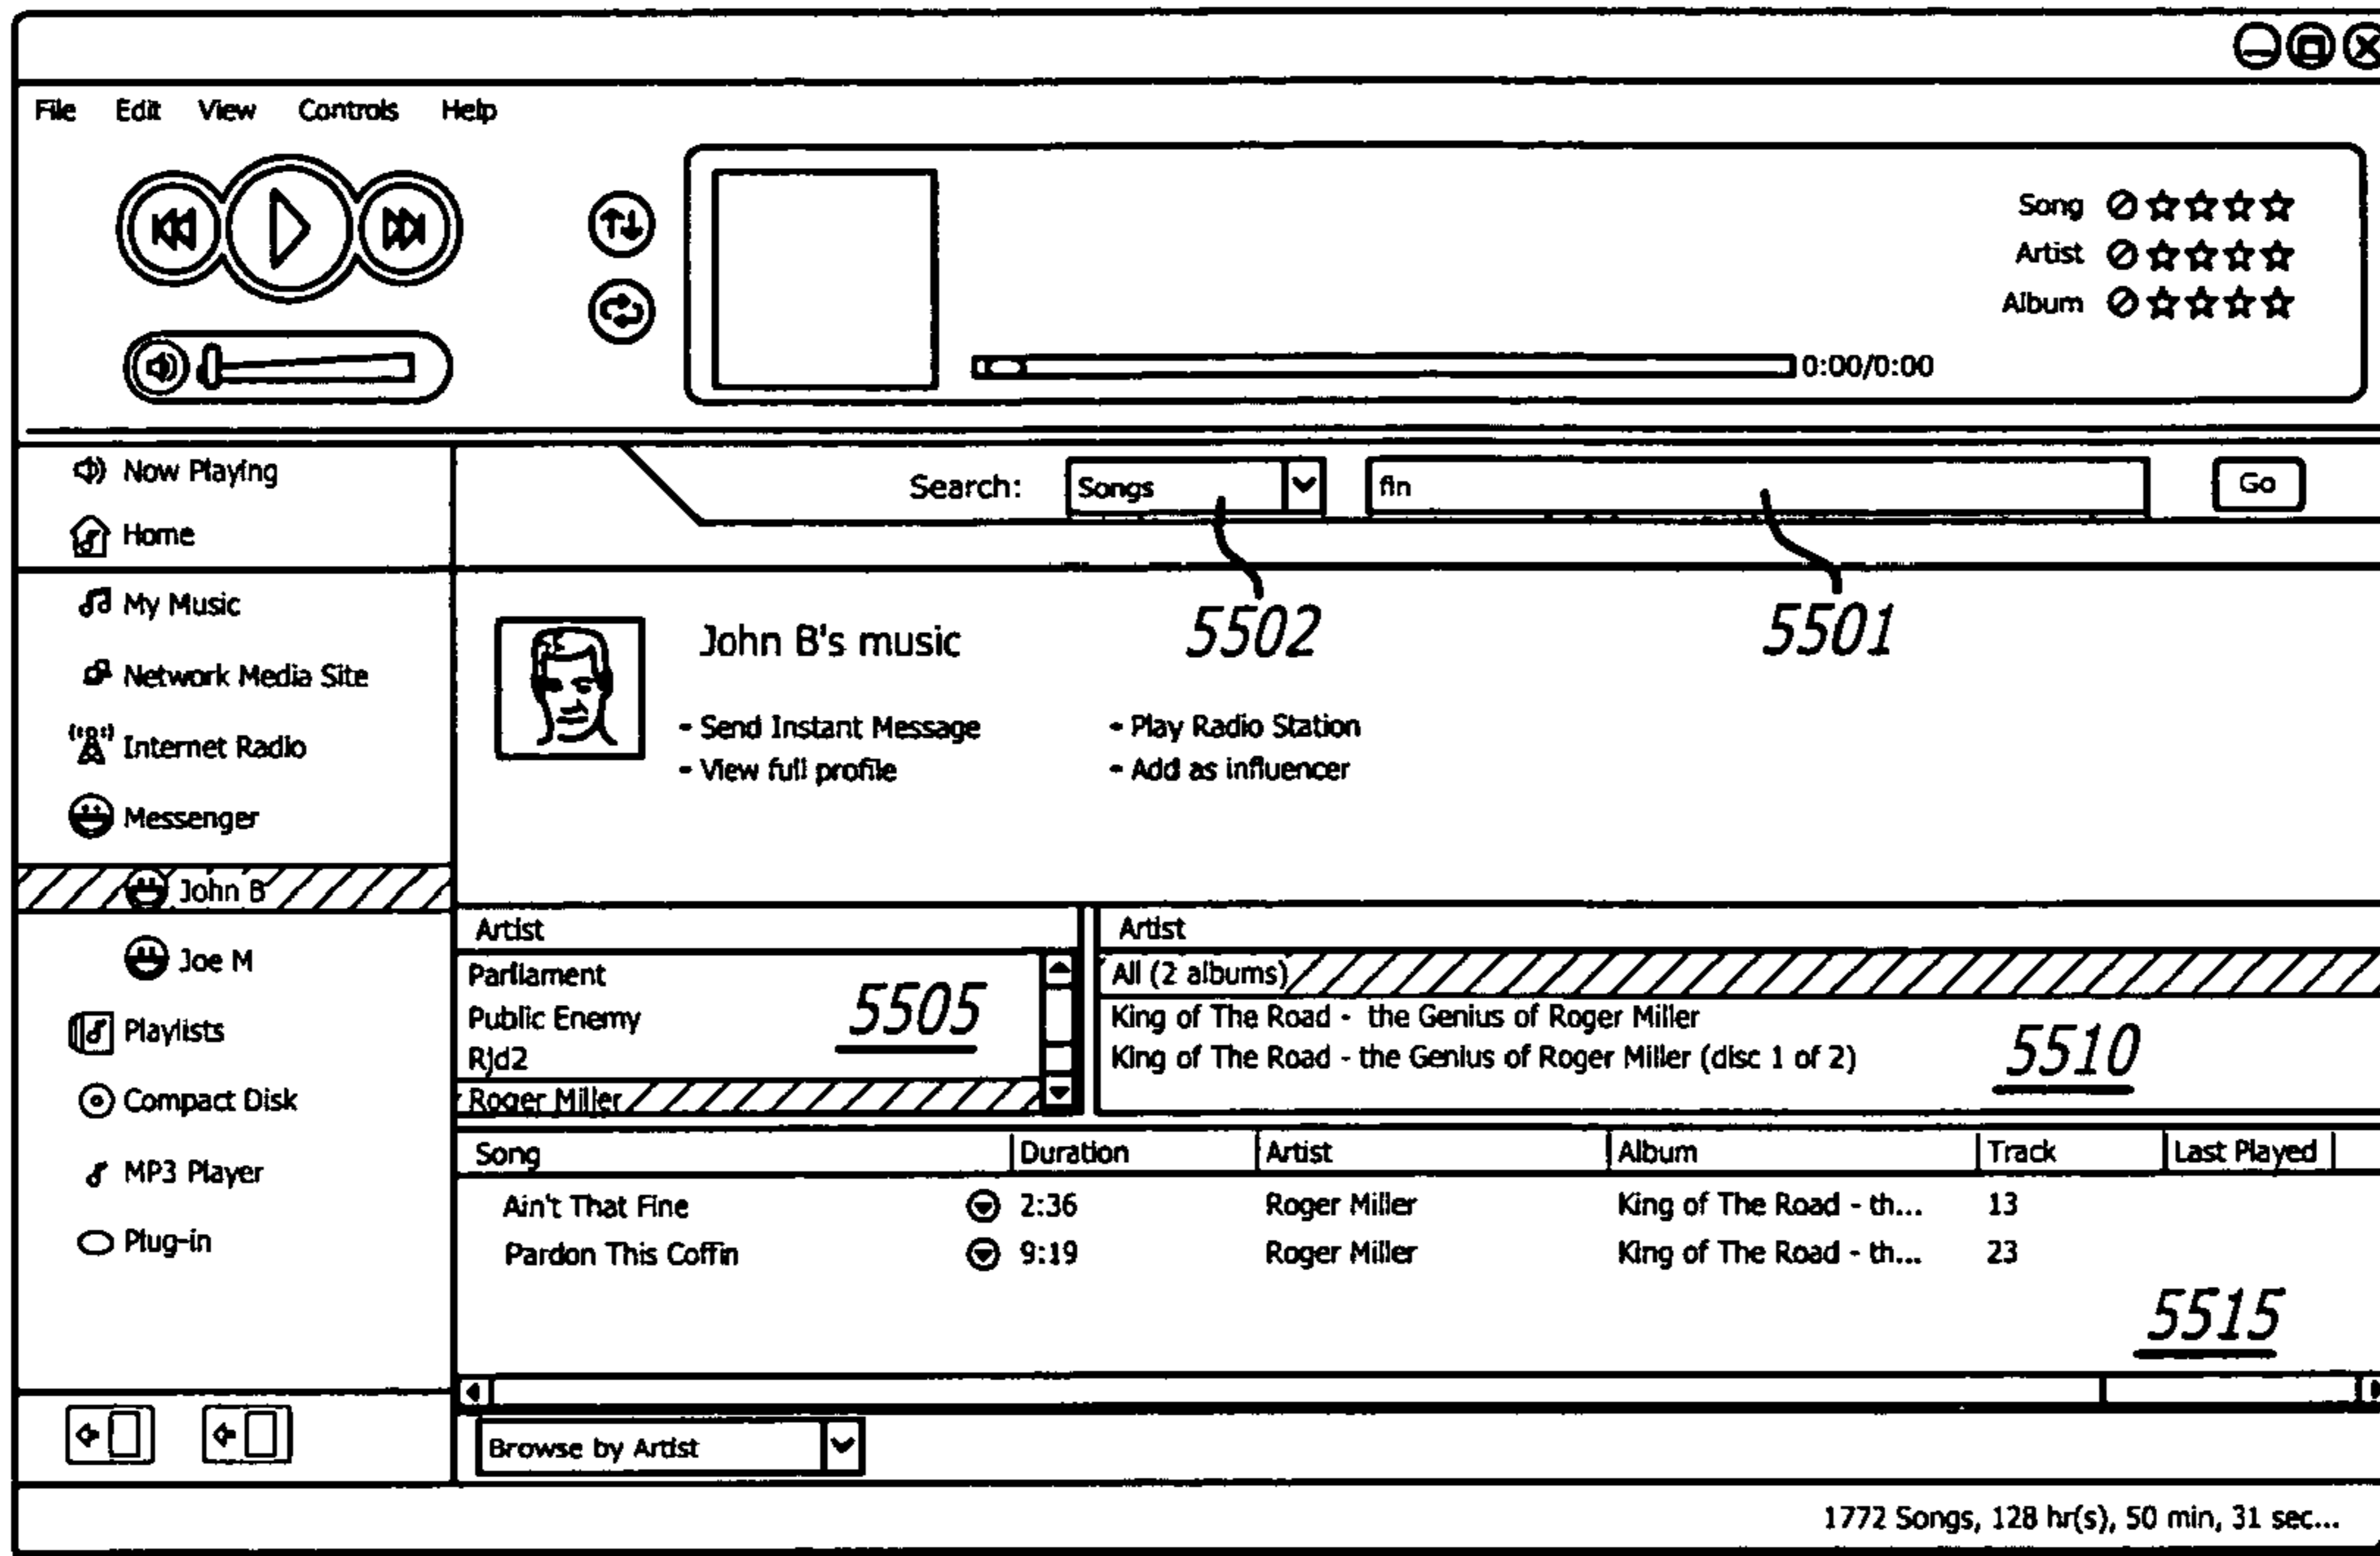 File Edit View Controls Help
Song
Artist
Album
0:00/0:00
Now Playing
Home
My Music
Network Media Site
Internet Radio
Messenger
John B
Joe M
Playlists
Compact Disk
MP3 Player
Plug-in
Search: Songs fin Go
5502 5501
John B's music
- Send Instant Message - Play Radio Station
- View full profile - Add as influencer
Artist
Parliament
Public Enemy
Rjd2
Roger Miller
5505
Artist
All (2 albums)
King of The Road - the Genius of Roger Miller
King of The Road - the Genius of Roger Miller (disc 1 of 2)
5510
Song Duration Artist Album Track Last Played
Ain't That Fine 2:36 Roger Miller King of The Road - th... 13
Pardon This Coffin 9:19 Roger Miller King of The Road - th... 23
5515
Browse by Artist
1772 Songs, 128 hr(s), 50 min, 31 sec...